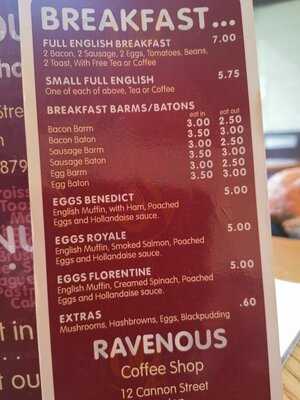 BREAKFAST...
FULL ENGLISH BREAKFAST 7.00
2 Bacon, 2 Sausage, 2 Eggs, Tomatoes, Beans,
2 Toast, With Free Tea or Coffee
SMALL FULL ENGLISH 5.75
One of each of above, Tea or Coffee
BREAKFAST BARMS/BATONS
eat in eat out
Bacon Barm 3.00 2.50
Bacon Baton 3.50 3.00
Sausage Barm 3.00 2.50
Sausage Baton 3.50 3.00
Egg Barm 3.00 2.50
Egg Baton 3.50 3.00
EGGS BENEDICT 5.00
English Muffin, with Harri, Poached
Eggs and Hollandaise sauce.
EGGS ROYALE 5.00
English Muffin, Smoked Salmon, Poached
Eggs and Hollandaise sauce.
EGGS FLORENTINE 5.00
English Muffin, Creamed Spinach, Poached
Eggs and Hollandaise sauce.
EXTRAS .60
Mushrooms, Hashbrowns, Eggs, Blackpudding
RAVENOUS
Coffee Shop
12 Cannon Street